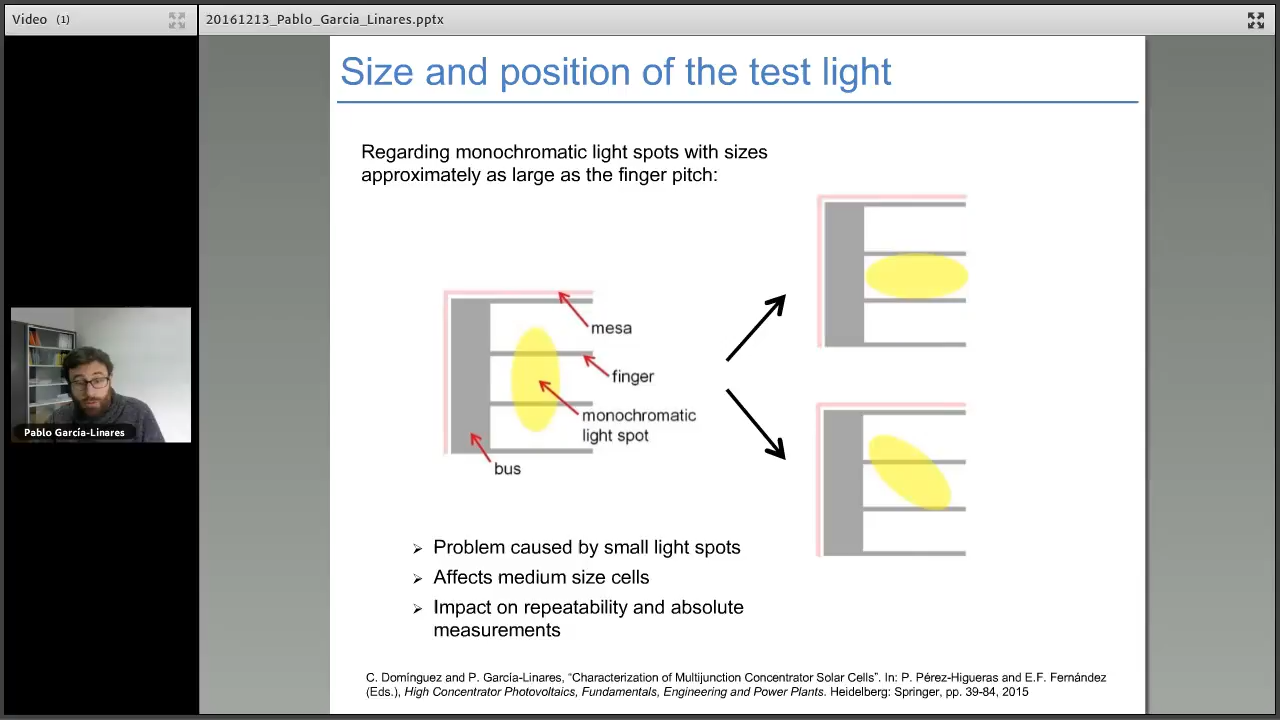 Video (1)
20161213_Pablo_Garcia_Linares.pptx
Size and position of the test light
Regarding monochromatic light spots with sizes
approximately as large as the finger pitch:
mesa
finger
monochromatic
light spot
bus
Pablo García-Linares
➢ Problem caused by small light spots
➢ Affects medium size cells
➢ Impact on repeatability and absolute
measurements
C. Domínguez and P. García-Linares, “Characterization of Multijunction Concentrator Solar Cells”. In: P. Pérez-Higueras and E.F. Fernández
(Eds.), High Concentrator Photovoltaics, Fundamentals, Engineering and Power Plants. Heidelberg: Springer, pp. 39-84, 2015